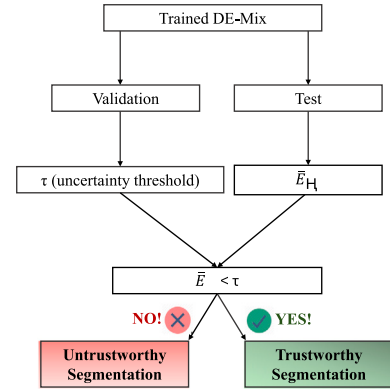 Trained DE-Mix
Validation
Test
τ (uncertainty threshold)
Ē H
Ē < τ
NO!
YES!
Untrustworthy
Segmentation
Trustworthy
Segmentation